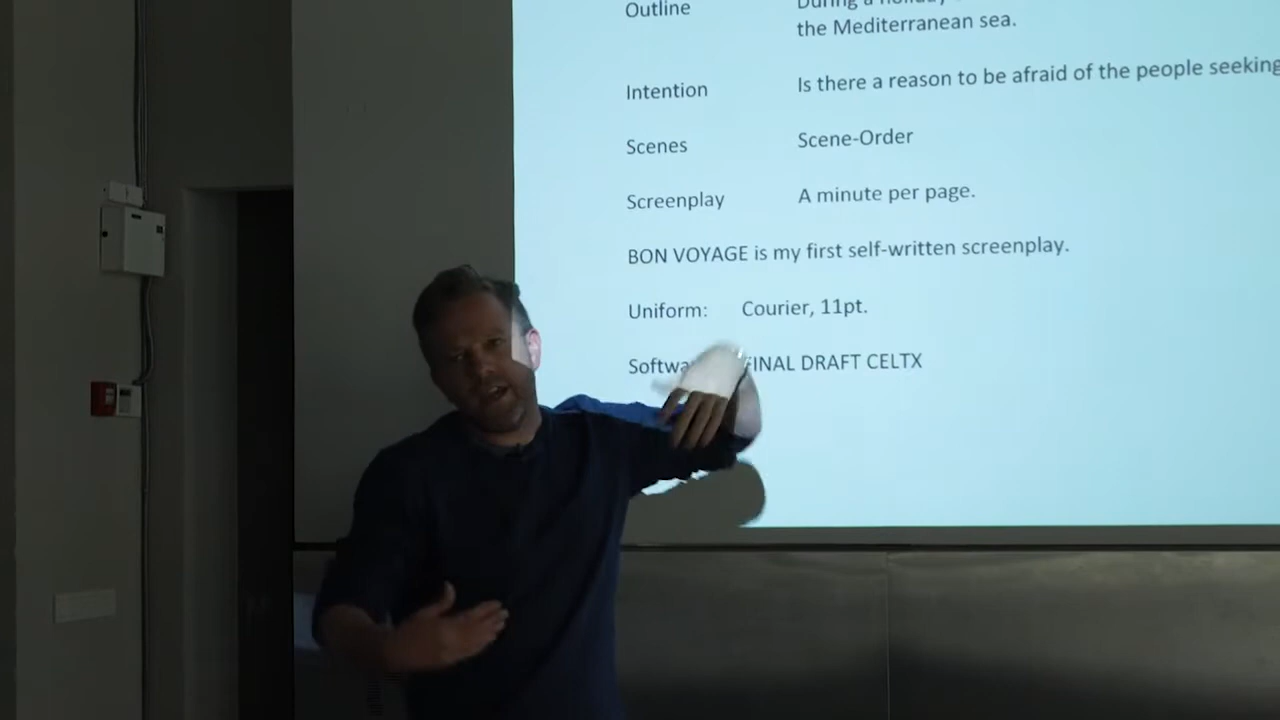 Outline During a holiday
the Mediterranean sea.
Intention Is there a reason to be afraid of the people seeking
Scenes Scene-Order
Screenplay A minute per page.
BON VOYAGE is my first self-written screenplay.
Uniform: Courier, 11pt.
FINAL DRAFT CELTX